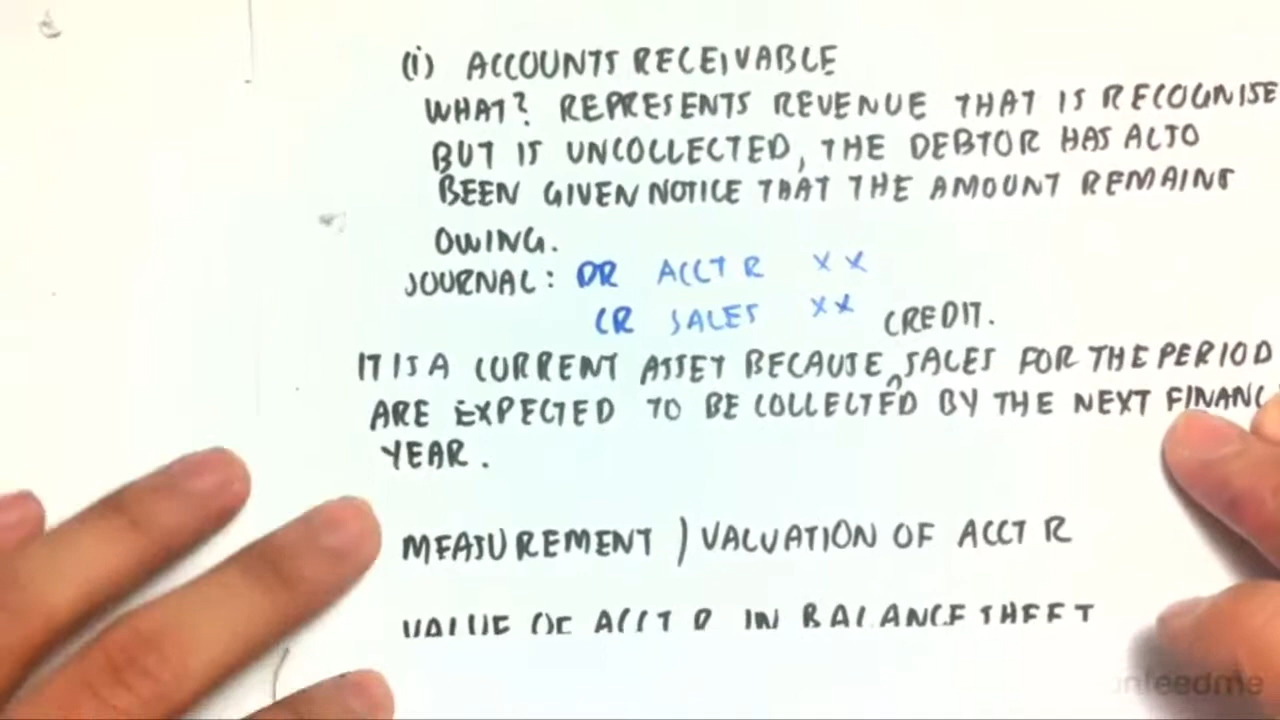 (i) ACCOUNTS RECEIVABLE
WHAT? REPRESENTS REVENUE THAT IS RECOGNISE
BUT IS UNCOLLECTED, THE DEBTOR HAS ALSO
BEEN GIVEN NOTICE THAT THE AMOUNT REMAINS
OWING.
JOURNAL: DR ACCT R XX
CR SALES XX
CREDIT.
IT IS A CURRENT ASSET BECAUSE SALES FOR THE PERIOD
ARE EXPECTED TO BE COLLECTED BY THE NEXT FINANC
YEAR.
MEASUREMENT / VALUATION OF ACCT R
VALUE OF ACCT R IN BALANCE SHEET